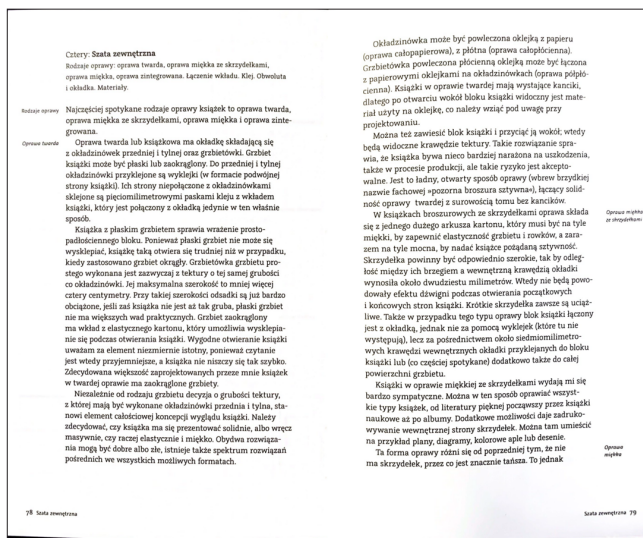 Cztery: Szata zewnętrzna
Rodzaje oprawy: oprawa twarda, oprawa miękka ze skrzydełkami,
oprawa miękka, oprawa zintegrowana. Łączenie wkładu. Klej. Obwoluta
i okładka. Materiały.
Rodzaje oprawy
Najczęściej spotykane rodzaje oprawy książek to oprawa twarda,
oprawa miękka ze skrzydełkami, oprawa miękka i oprawa zinte-
growana.
Oprawa twarda
Oprawa twarda lub książkowa ma okładkę składającą się
z okładzinówek przedniej i tylnej oraz grzbietówki. Grzbiet
książki może być płaski lub zaokrąglony. Do przedniej i tylnej
okładzinówki przyklejone są wyklejki (w formacie podwójnej
strony książki). Ich strony niepołączone z okładzinówkami
sklejone są pięciomilimetrowymi paskami kleju z wkładem
książki, który jest połączony z okładką jedynie w ten właśnie
sposób.
Książka z płaskim grzbietem sprawia wrażenie prosto-
padłościennego bloku. Ponieważ płaski grzbiet nie może się
wysklepiać, książkę taką otwiera się trudniej niż w przypadku,
kiedy zastosowano grzbiet okrągły. Grzbietówka grzbietu pro-
stego wykonana jest zazwyczaj z tektury o tej samej grubości
co okładzinówki. Jej maksymalna szerokość to mniej więcej
cztery centymetry. Przy takiej szerokości odsadki są już bardzo
obciążone, jeśli zaś książka nie jest aż tak gruba, płaski grzbiet
nie ma większych wad praktycznych. Grzbiet zaokrąglony
ma wkład z elastycznego kartonu, który umożliwia wysklepia-
nie się podczas otwierania książki. Wygodne otwieranie książki
uważam za element niezmiernie istotny, ponieważ czytanie
jest wtedy przyjemniejsze, a książka nie niszczy się tak szybko.
Zdecydowana większość zaprojektowanych przeze mnie książek
w twardej oprawie ma zaokrąglone grzbiety.
Niezależnie od rodzaju grzbietu decyzja o grubości tektury,
z której mają być wykonane okładzinówki przednia i tylna, sta-
nowi element całościowej koncepcji wyglądu książki. Należy
zdecydować, czy książka ma się prezentować solidnie, albo wręcz
masywnie, czy raczej elastycznie i miękko. Obydwa rozwiąza-
nia mogą być dobre albo złe, istnieje także spektrum rozwiązań
pośrednich we wszystkich możliwych formatach.
78 Szata zewnętrzna
Okładzinówka może być powleczona oklejką z papieru
(oprawa całopapierowa), z płótna (oprawa całopłócienna).
Grzbietówka powleczona płócienną oklejką może być łączona
z papierowymi oklejkami na okładzinówkach (oprawa półpłó-
cienna). Książki w oprawie twardej mają wystające kanciki,
dlatego po otwarciu wokół bloku książki widoczny jest mate-
riał użyty na oklejkę, co należy wziąć pod uwagę przy
projektowaniu.
Można też zawiesić blok książki i przyciąć ją wokół; wtedy
będą widoczne krawędzie tektury. Takie rozwiązanie spra-
wia, że książka bywa nieco bardziej narażona na uszkodzenia,
także w procesie produkcji, ale takie ryzyko jest akcepto-
walne. Jest to ładny, otwarty sposób oprawy (wbrew brzydkiej
nazwie fachowej »pozorna broszura sztywna«), łączący solid-
ność oprawy twardej z surowością tomu bez kancików.
W książkach broszurowych ze skrzydełkami oprawa składa
się z jednego dużego arkusza kartonu, który musi być na tyle
miękki, by zapewnić elastyczność grzbietu i rowków, a zara-
zem na tyle mocna, by nadać książce pożądaną sztywność.
Skrzydełka powinny być odpowiednio szerokie, tak by odleg-
łość między ich brzegiem a wewnętrzną krawędzią okładki
wynosiła około dwudziestu milimetrów. Wtedy nie będą powo-
dowały efektu dźwigni podczas otwierania początkowych
i końcowych stron książki. Krótkie skrzydełka zawsze są uciąż-
liwe. Także w przypadku tego typu oprawy blok książki łączony
jest z okładką, jednak nie za pomocą wyklejek (które tu nie
występują), lecz za pośrednictwem około siedmiomilimetro-
wych krawędzi wewnętrznych okładki przyklejanych do bloku
książki lub (co częściej spotykane) dodatkowo także do całej
powierzchni grzbietu.
Oprawa miękka
ze skrzydełkami
Książki w oprawie miękkiej ze skrzydełkami wydają mi się
bardzo sympatyczne. Można w ten sposób oprawiać wszyst-
kie typy książek, od literatury pięknej począwszy przez książki
naukowe aż po albumy. Dodatkowe możliwości daje zadruko-
wywanie wewnętrznej strony skrzydełek. Można tam umieścić
na przykład plany, diagramy, kolorowe aple lub desenie.
Ta forma oprawy różni się od poprzedniej tym, że nie
ma skrzydełek, przez co jest znacznie tańsza. To jednak
Oprawa
miękka
Szata zewnętrzna 79